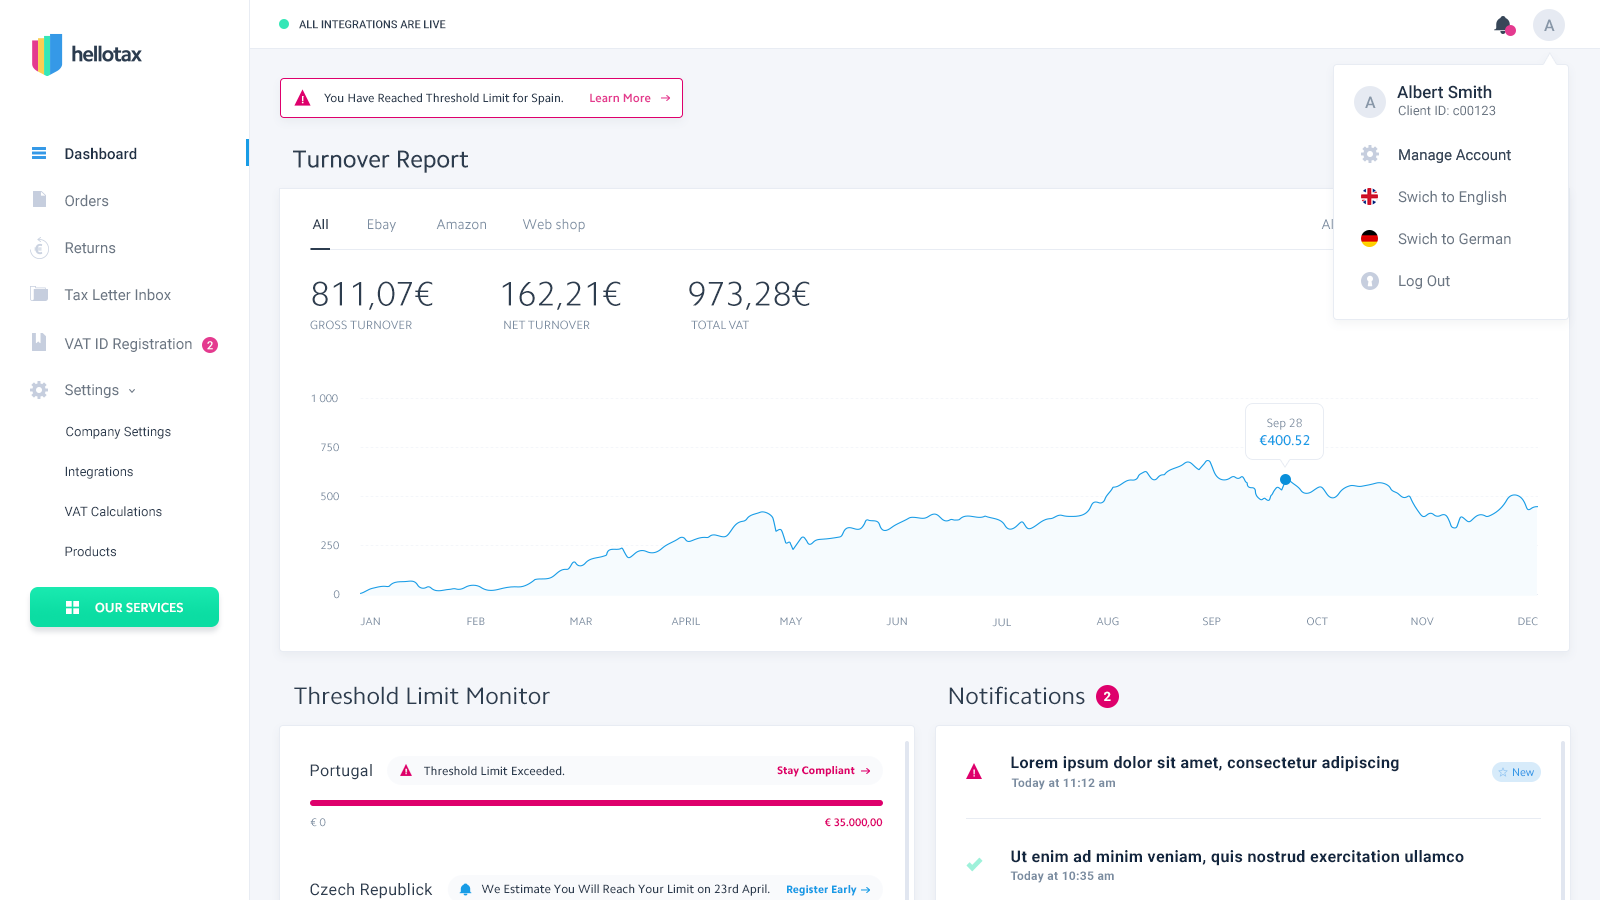 hellotax
ALL INTEGRATIONS ARE LIVE
A
Dashboard
Orders
Returns
Tax Letter Inbox
VAT ID Registration 2
Settings
Company Settings
Integrations
VAT Calculations
Products
OUR SERVICES
You Have Reached Threshold Limit for Spain. Learn More
A
Albert Smith
Client ID: c00123
Manage Account
Swich to English
Swich to German
Log Out
Turnover Report
All Ebay Amazon Web shop
811,07€ 162,21€ 973,28€
GROSS TURNOVER NET TURNOVER TOTAL VAT
1 000
750
500
250
0
Sep 28
€400.52
JAN FEB MAR APRIL MAY JUN JUL AUG SEP OCT NOV DEC
Threshold Limit Monitor
Portugal Threshold Limit Exceeded. Stay Compliant
€ 0 € 35.000,00
Czech Republick We Estimate You Will Reach Your Limit on 23rd April. Register Early
Notifications 2
Lorem ipsum dolor sit amet, consectetur adipiscing
Today at 11:12 am
New
Ut enim ad minim veniam, quis nostrud exercitation ullamco
Today at 10:35 am